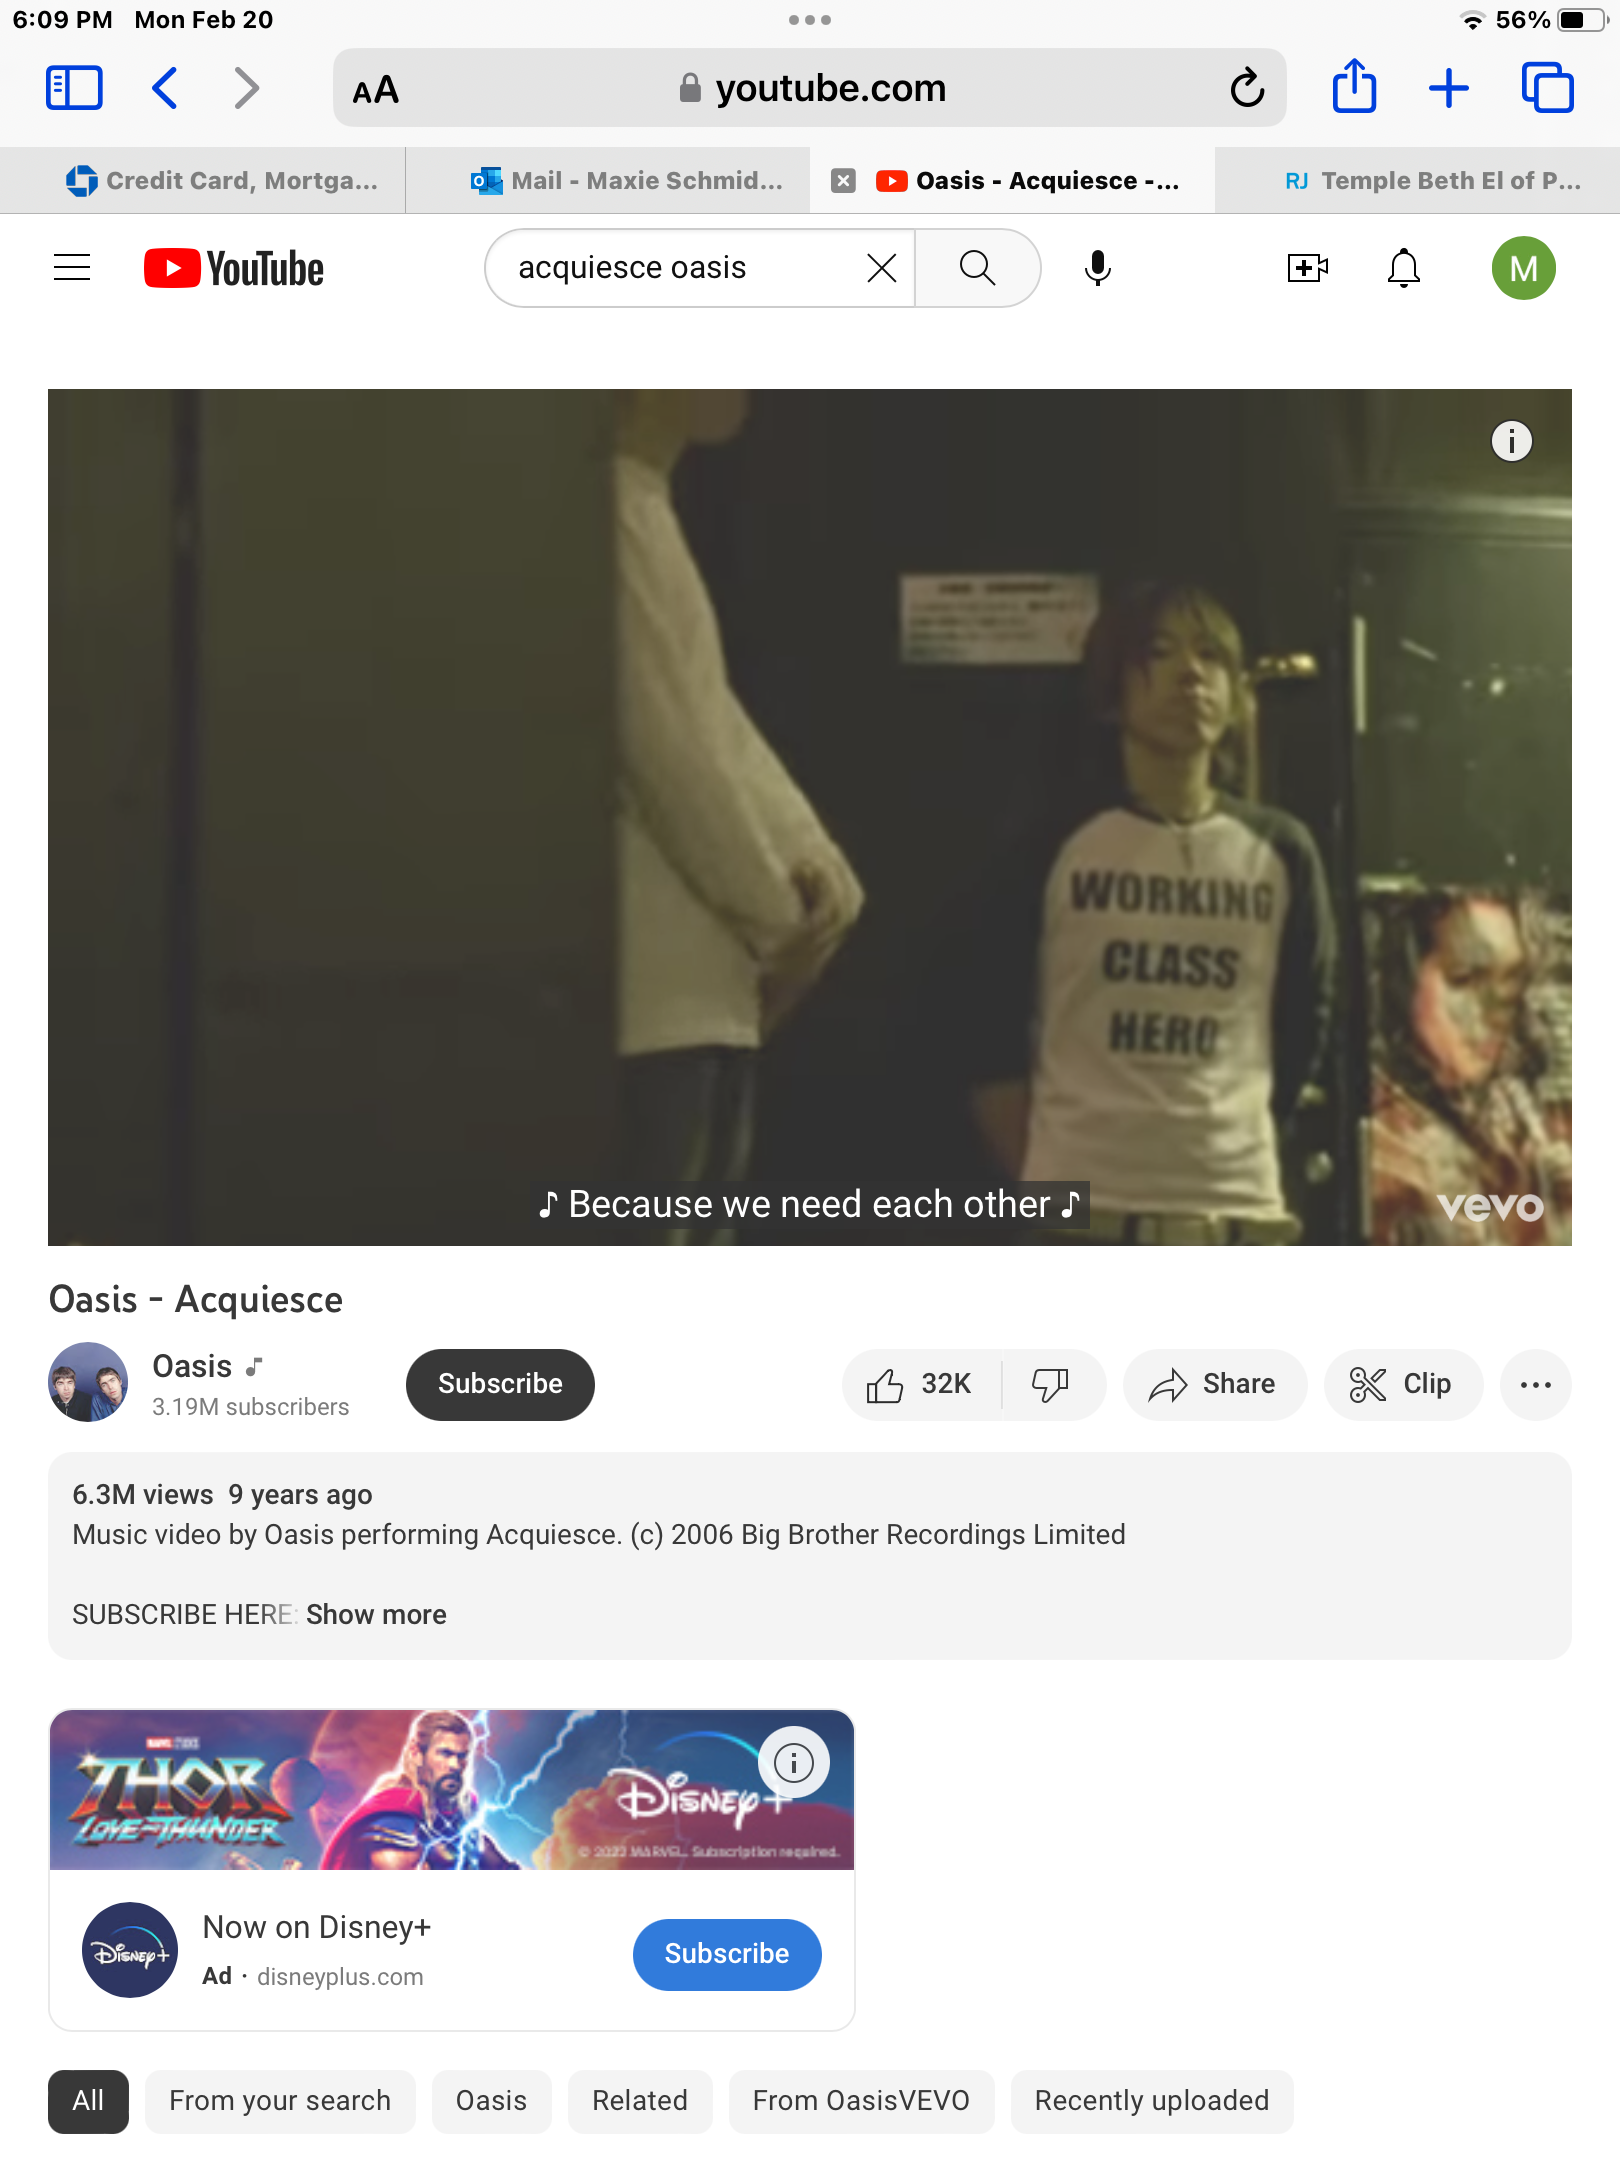 6:09 PM Mon Feb 20
56%
AA
youtube.com
Credit Card, Mortga...
Mail - Maxie Schmid...
Oasis - Acquiesce -...
RJ Temple Beth El of P...
YouTube
acquiesce oasis
M
WORKING
CLASS
HERO
♪ Because we need each other ♪
vevo
Oasis - Acquiesce
Oasis
3.19M subscribers
Subscribe
32K
Share
Clip
6.3M views 9 years ago
Music video by Oasis performing Acquiesce. (c) 2006 Big Brother Recordings Limited
SUBSCRIBE HERE: Show more
THOR
LOVE AND THUNDER
DISNEY+
© 2022 MARVEL. Subscription required.
Disney+
Now on Disney+
Ad · disneyplus.com
Subscribe
All
From your search
Oasis
Related
From OasisVEVO
Recently uploaded